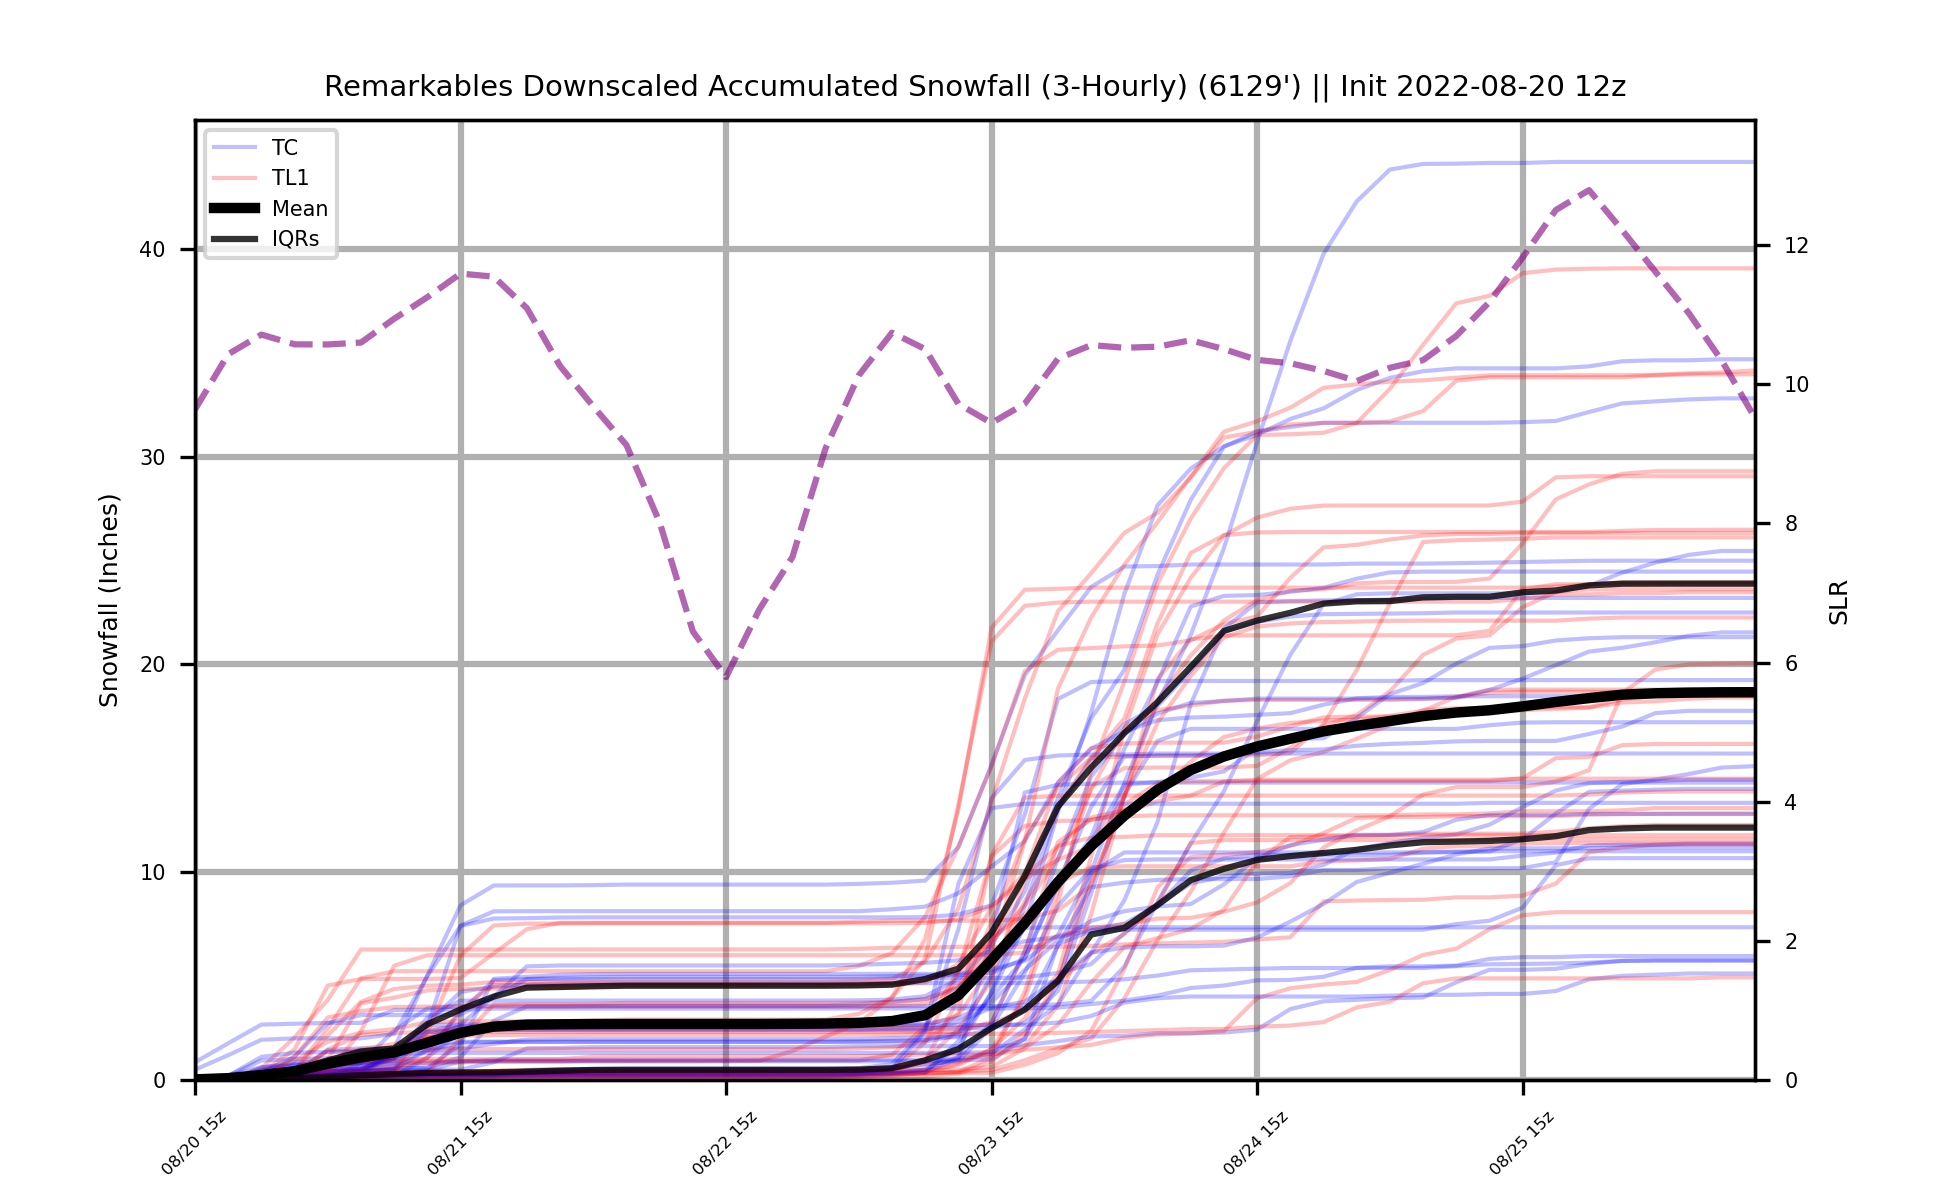 Remarkables Downscaled Accumulated Snowfall (3-Hourly) (6129') || Init 2022-08-20 12z
TC
TL1
Mean
IQRs
Snowfall (Inches)
40
30
20
10
0
SLR
12
10
8
6
4
2
0
08/20 15z
08/21 15z
08/22 15z
08/23 15z
08/24 15z
08/25 15z